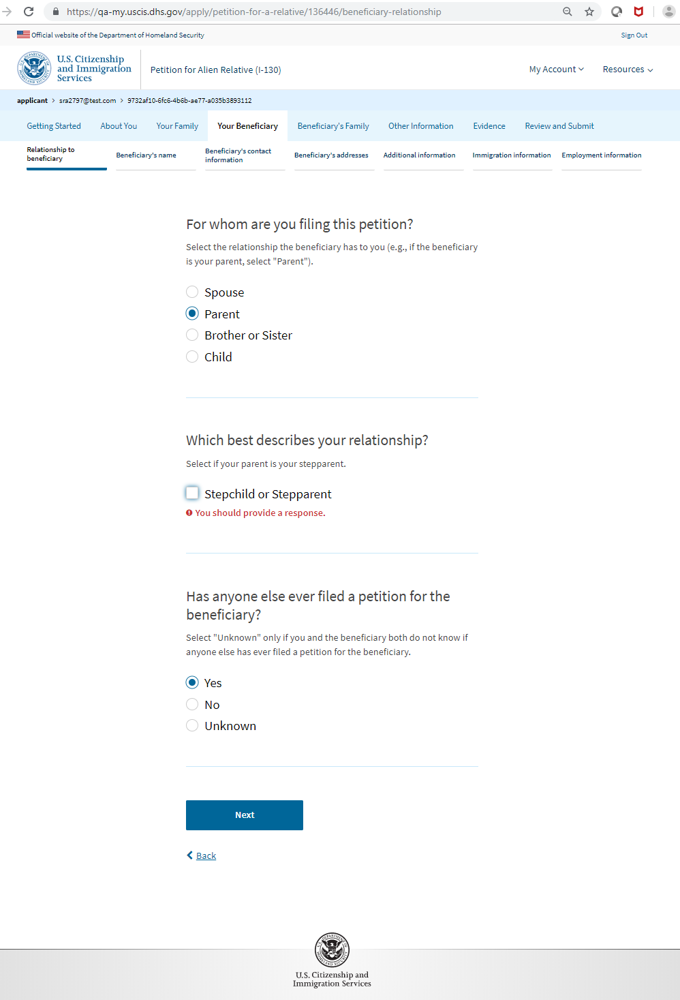 https://qa-my.uscis.dhs.gov/apply/petition-for-a-relative/136446/beneficiary-relationship
Official website of the Department of Homeland Security
Sign Out
U.S. Citizenship
and Immigration
Services
Petition for Alien Relative (I-130)
My Account
Resources
applicant > sra2797@test.com > 9732af10-6fc6-4b6b-ae77-a035b3893112
Getting Started About You Your Family Your Beneficiary Beneficiary's Family Other Information Evidence Review and Submit
Relationship to
beneficiary
Beneficiary's name
Beneficiary's contact
information
Beneficiary's addresses
Additional information
Immigration information
Employment information
For whom are you filing this petition?
Select the relationship the beneficiary has to you (e.g., if the beneficiary
is your parent, select "Parent").
Spouse
Parent
Brother or Sister
Child
Which best describes your relationship?
Select if your parent is your stepparent.
Stepchild or Stepparent
You should provide a response.
Has anyone else ever filed a petition for the
beneficiary?
Select "Unknown" only if you and the beneficiary both do not know if
anyone else has ever filed a petition for the beneficiary.
Yes
No
Unknown
Next
Back
U.S. Citizenship and
Immigration Services